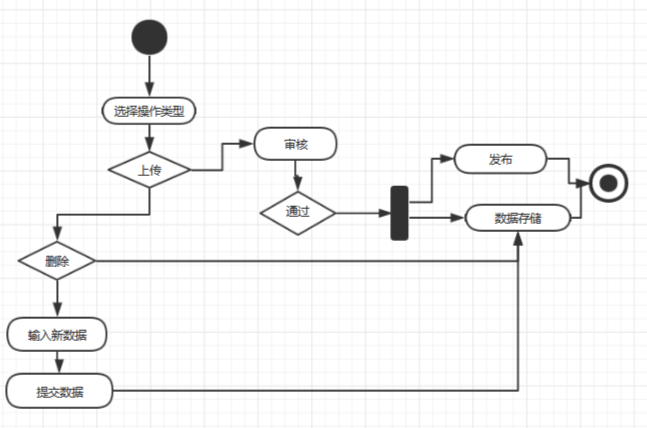 选择操作类型
上传
审核
通过
发布
数据存储
删除
输入新数据
提交数据